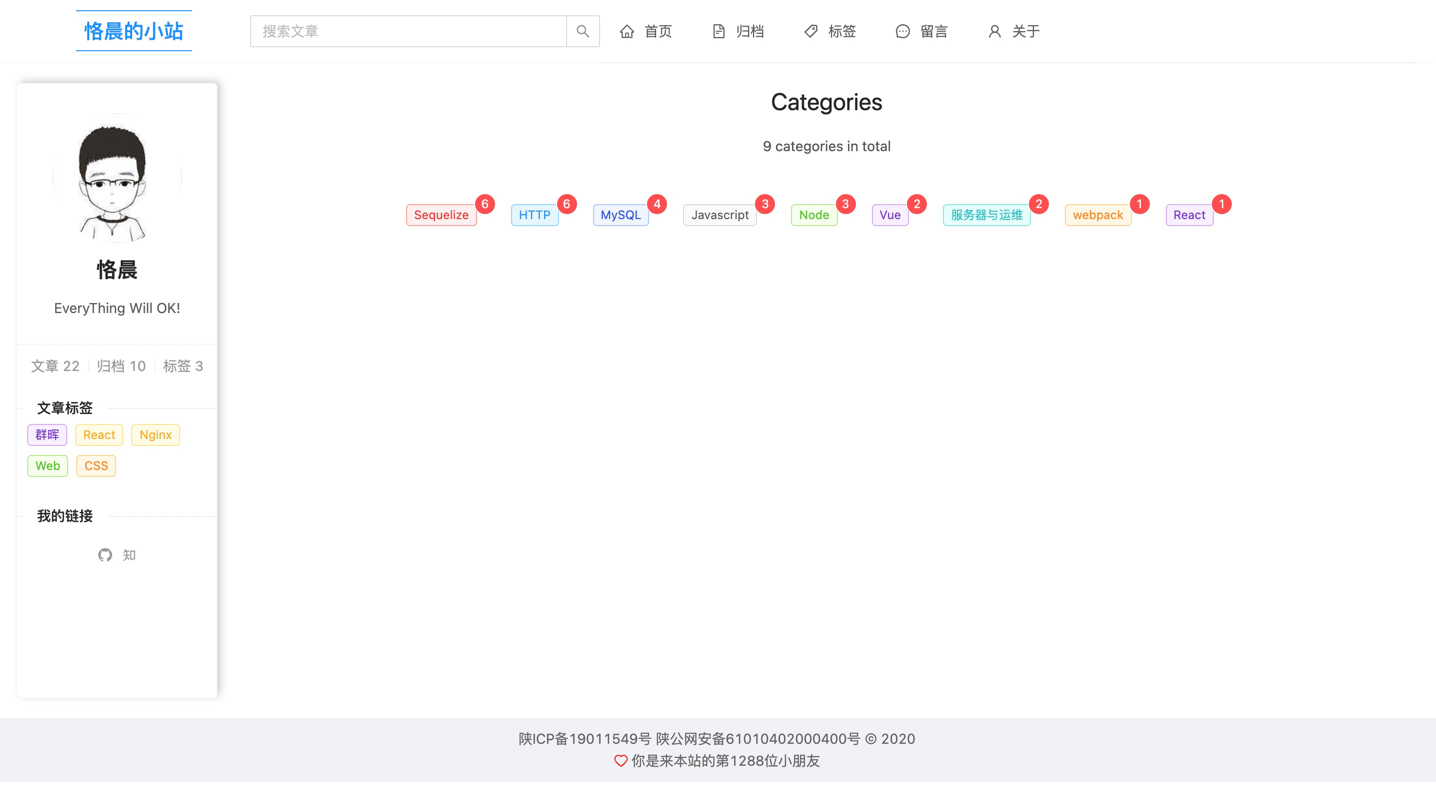 恪晨的小站
搜索文章
首页 归档 标签 留言 关于
恪晨
EveryThing Will OK!
文章 22 归档 10 标签 3
文章标签
群晖 React Nginx
Web CSS
我的链接
知
Categories
9 categories in total
Sequelize 6 HTTP 6 MySQL 4 Javascript 3 Node 3 Vue 2 服务器与运维 2 webpack 1 React 1
陕ICP备19011549号 陕公网安备61010402000400号 © 2020
你是来本站的第1288位小朋友